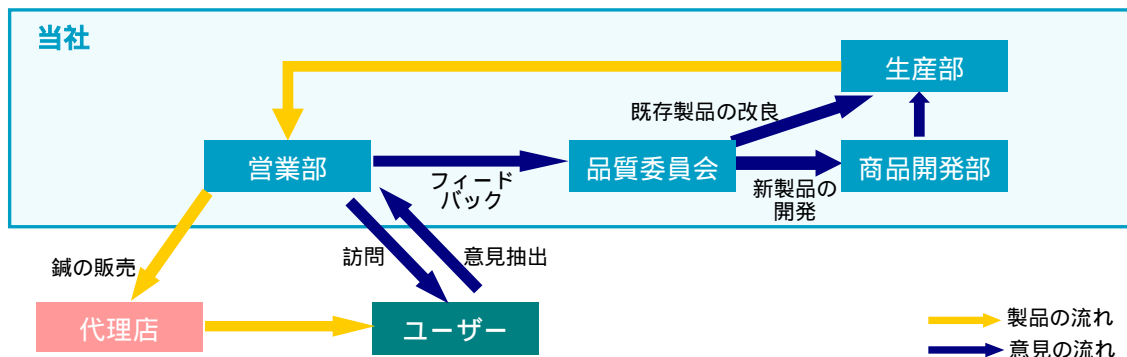 当社
生産部
既存製品の改良
営業部
品質委員会
商品開発部
フィード
バック
新製品の
開発
訪問
意見抽出
鍼の販売
代理店
ユーザー
製品の流れ
意見の流れ